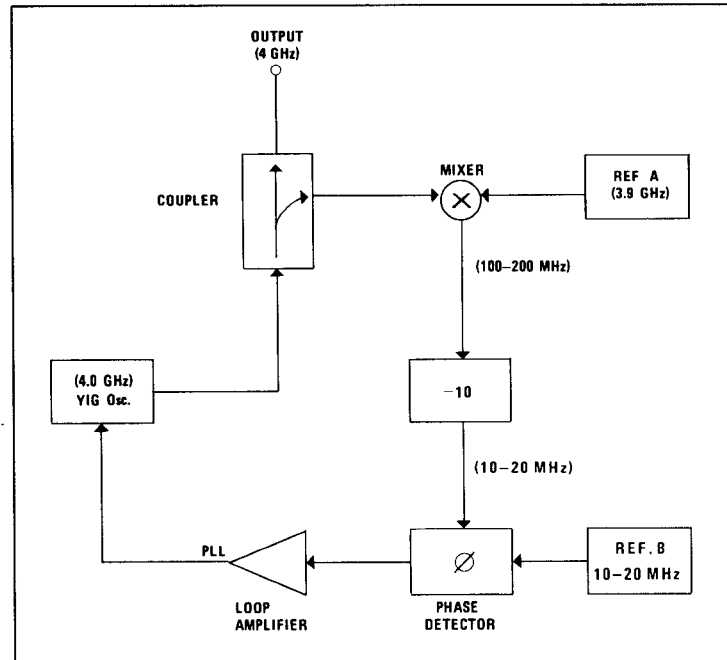 OUTPUT
(4 GHz)
COUPLER
MIXER
REF A
(3.9 GHz)
(100-200 MHz)
(4.0 GHz)
YIG Osc.
–10
(10–20 MHz)
PLL
LOOP
AMPLIFIER
Ø
PHASE
DETECTOR
REF. B
10–20 MHz